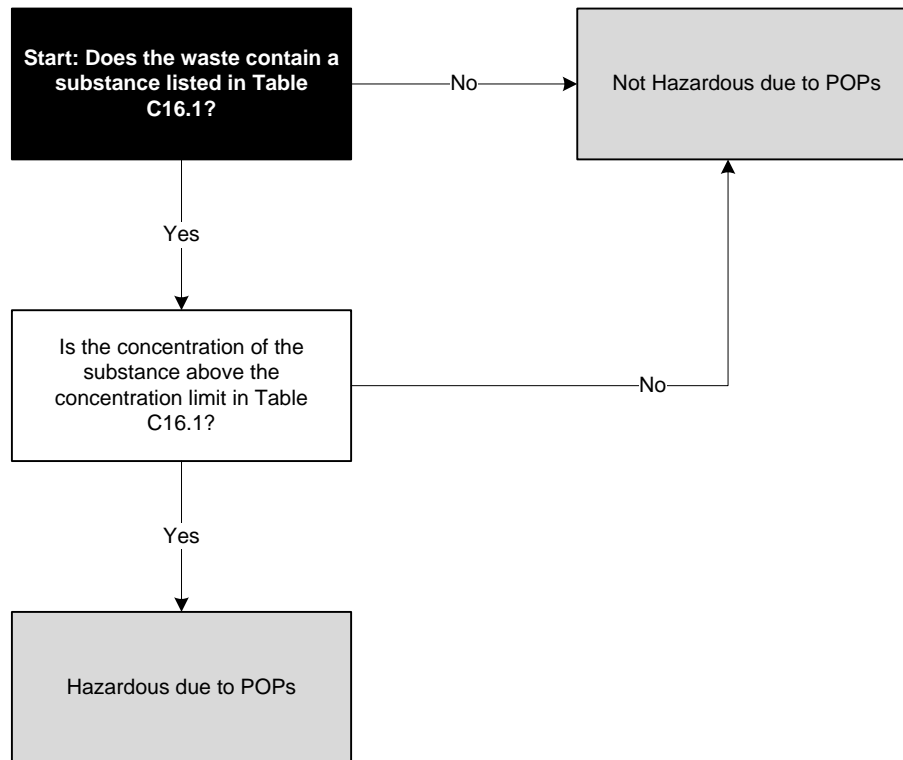 Start: Does the waste contain a
substance listed in Table
C16.1?
No
Not Hazardous due to POPs
Yes
Is the concentration of the
substance above the
concentration limit in Table
C16.1?
No
Yes
Hazardous due to POPs